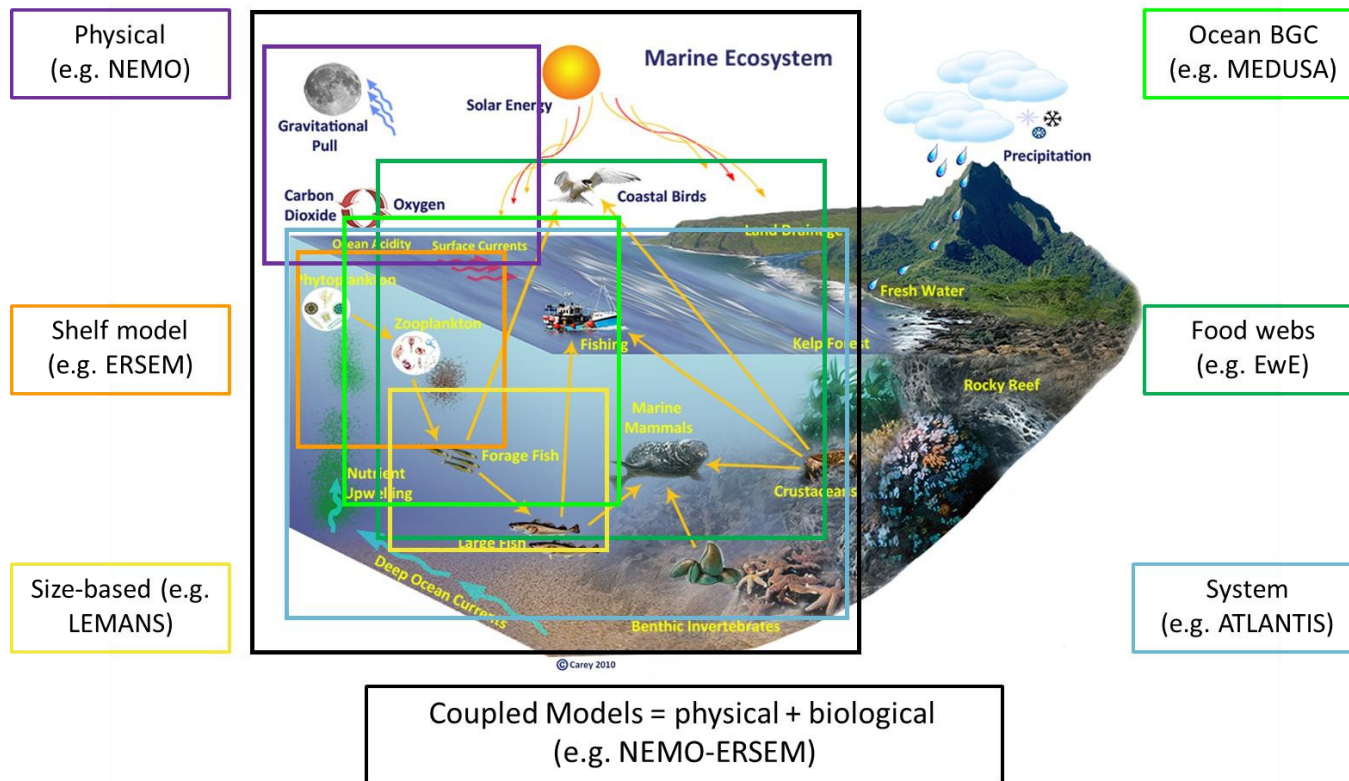 Physical
(e.g. NEMO)
Ocean BGC
(e.g. MEDUSA)
Marine Ecosystem
Solar Energy
Gravitational
Pull
Precipitation
Carbon
Dioxide
Oxygen
Coastal Birds
Land Drainage
Ocean Acidity
Surface Currents
Phytoplankton
Fresh Water
Shelf model
(e.g. ERSEM)
Zooplankton
Fishing
Kelp Forest
Food webs
(e.g. EwE)
Rocky Reef
Marine
Mammals
Forage Fish
Nutrient
Upwelling
Crustaceans
Large Fish
Deep Ocean Currents
Size-based (e.g.
LEMANS)
System
(e.g. ATLANTIS)
Benthic Invertebrates
© Carey 2010
Coupled Models = physical + biological
(e.g. NEMO-ERSEM)